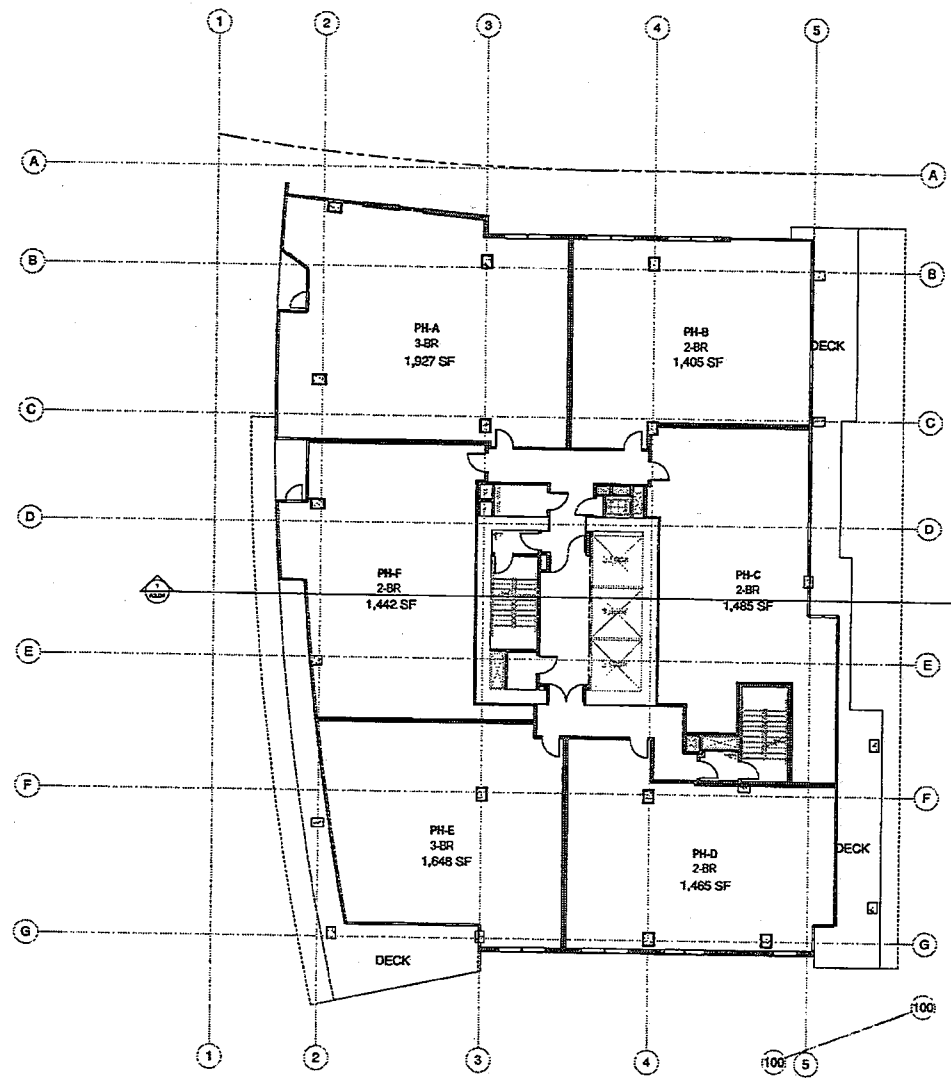 1
2
3
4
5
A
A
B
B
PH-A
3-BR
1,927 SF
PH-B
2-BR
1,405 SF
DECK
C
C
D
D
PH-F
2-BR
1,442 SF
PH-C
2-BR
1,485 SF
1
E
E
F
F
PH-E
3-BR
1,648 SF
PH-D
2-BR
1,465 SF
DECK
G
G
DECK
100
1
2
3
4
100
5